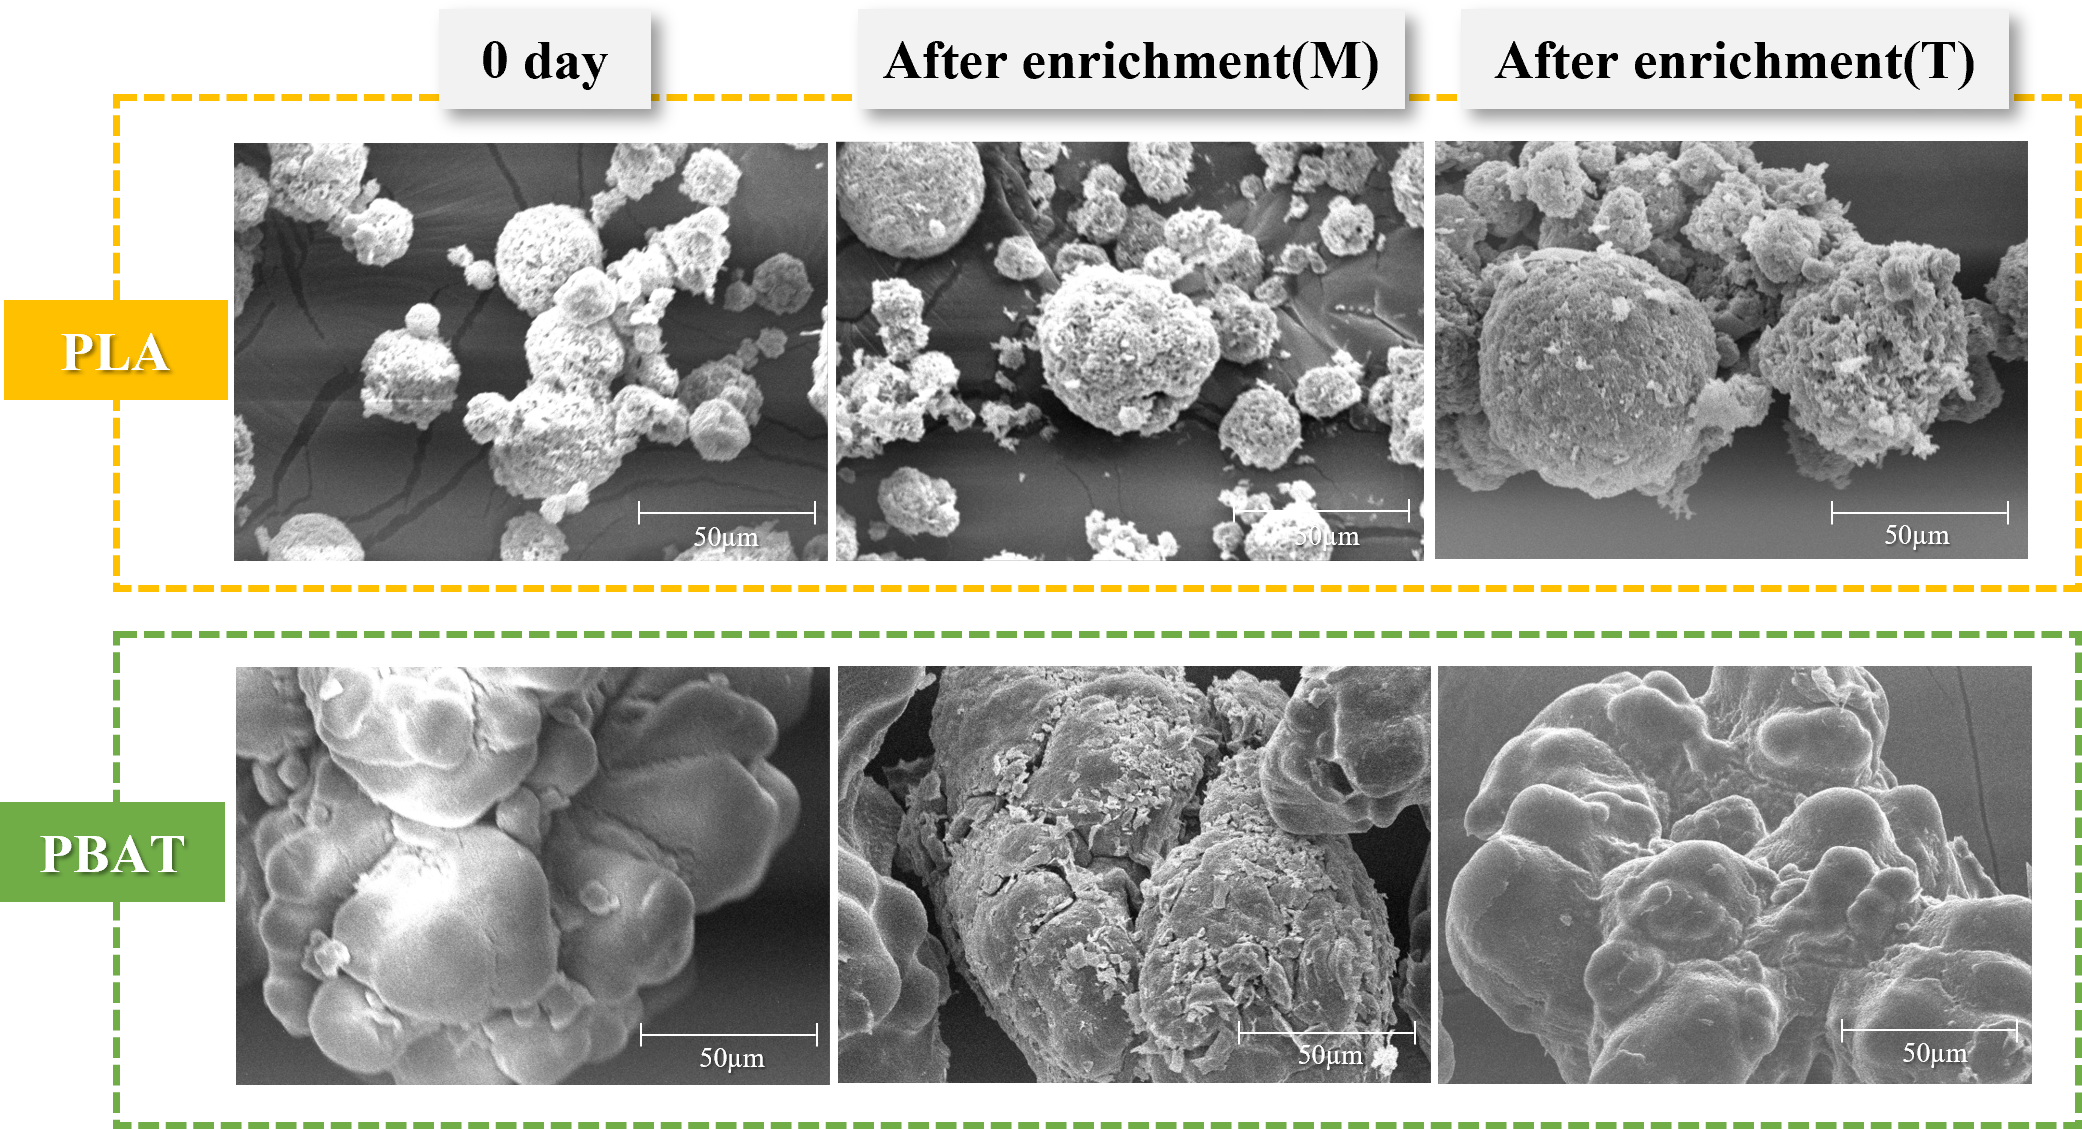 0 day
After enrichment(M)
After enrichment(T)
PLA
50μm
50μm
50μm
PBAT
50μm
50μm
50μm